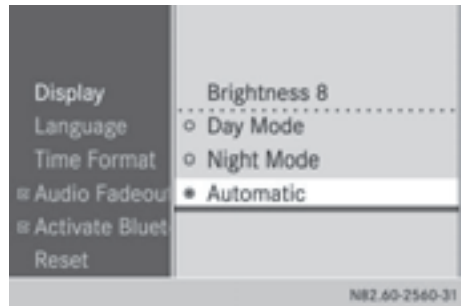 Display
Language
Time Format
Audio Fadeou
Activate Bluet
Reset
Brightness 8
Day Mode
Night Mode
Automatic
N82.60-2560-31